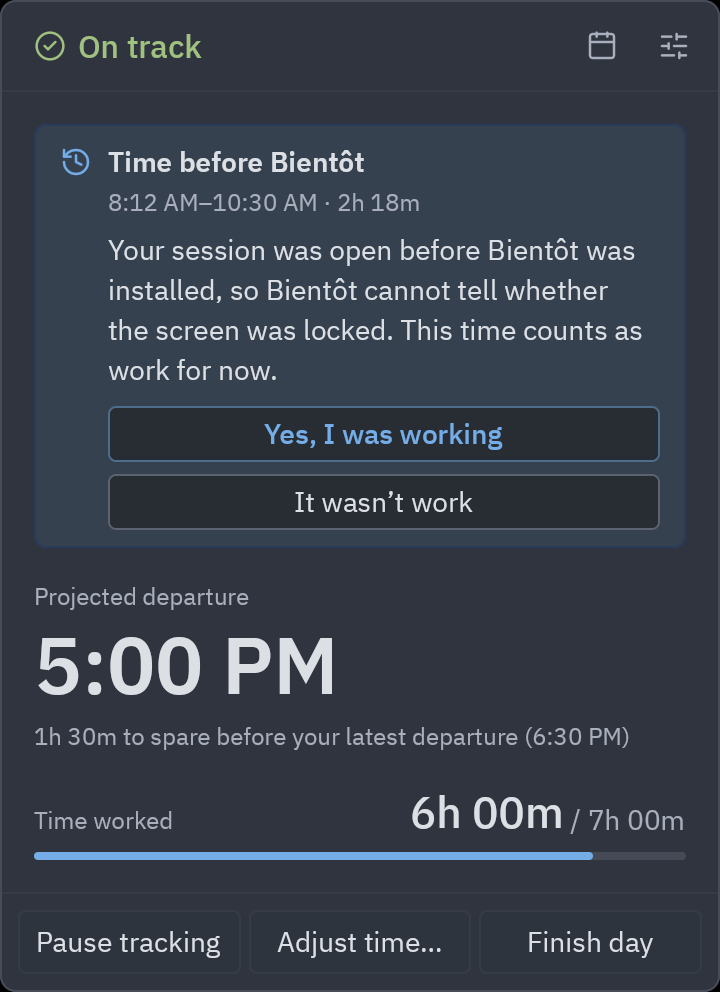 On track
Time before Bientôt
8:12 AM–10:30 AM · 2h 18m
Your session was open before Bientôt was
installed, so Bientôt cannot tell whether
the screen was locked. This time counts as
work for now.
Yes, I was working
It wasn’t work
Projected departure
5:00 PM
1h 30m to spare before your latest departure (6:30 PM)
Time worked 6h 00m / 7h 00m
Pause tracking Adjust time... Finish day